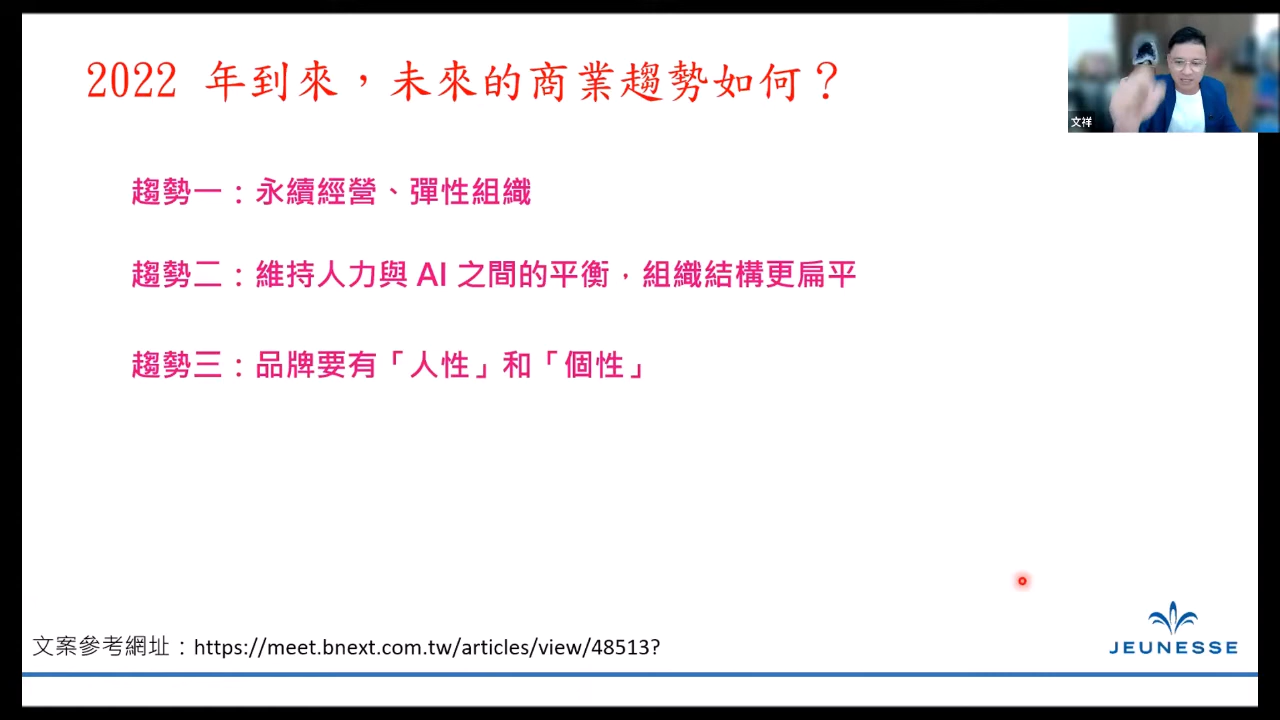 2022 年到來，未來的商業趨勢如何？
文祥
趨勢一：永續經營、彈性組織
趨勢二：維持人力與 AI 之間的平衡，組織結構更扁平
趨勢三：品牌要有「人性」和「個性」
文案參考網址：https://meet.bnext.com.tw/articles/view/48513?
JEUNESSE